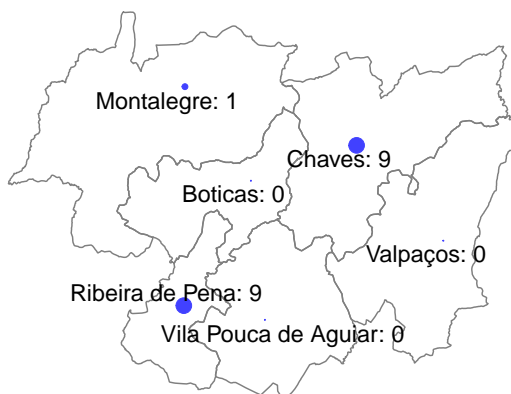 Montalegre: 1
Chaves: 9
Boticas: 0
Valpaços: 0
Ribeira de Pena: 9
Vila Pouca de Aguiar: 0